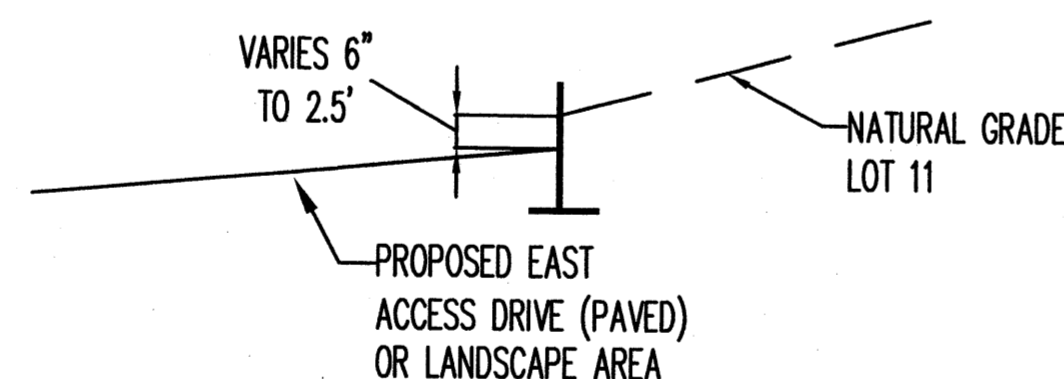 VARIES 6"
TO 2.5'
NATURAL GRADE
LOT 11
PROPOSED EAST
ACCESS DRIVE (PAVED)
OR LANDSCAPE AREA